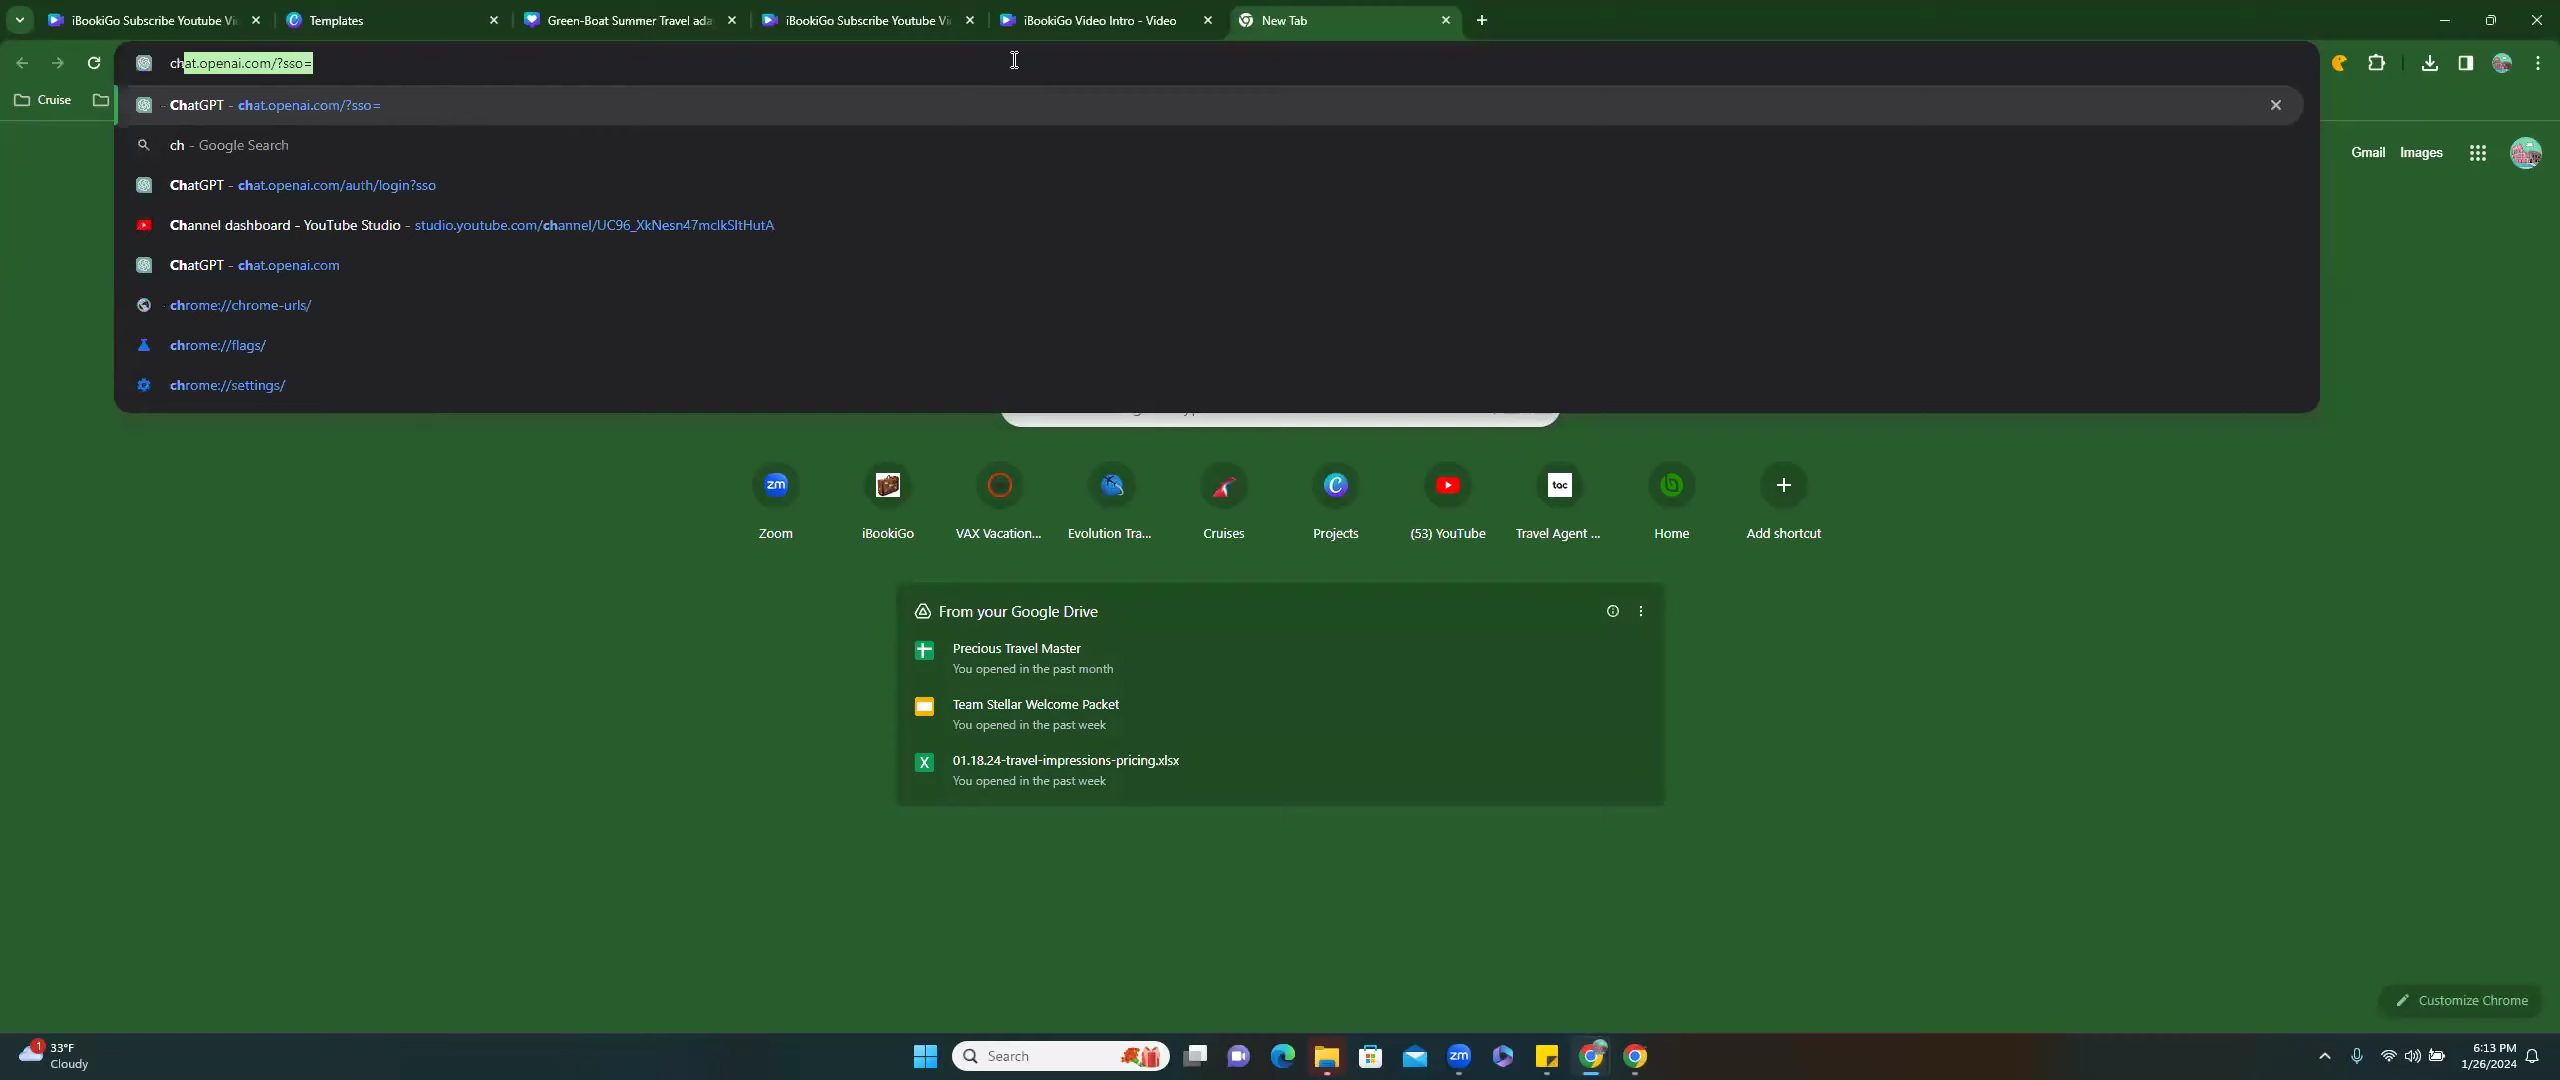 iBookiGo Subscribe Youtube Vi
Templates
Green-Boat Summer Travel ada
iBookiGo Subscribe Youtube Vi
iBookiGo Video Intro - Video
New Tab
chat.openai.com/?sso=
Cruise
ChatGPT - chat.openai.com/?sso=
ch - Google Search
Gmail Images
ChatGPT - chat.openai.com/auth/login?sso
Channel dashboard - YouTube Studio - studio.youtube.com/channel/UC96_XkNesn47mclkSltHutA
ChatGPT - chat.openai.com
chrome://chrome-urls/
chrome://flags/
chrome://settings/
zm
tac
Zoom
iBookiGo
VAX Vacation...
Evolution Tra...
Cruises
Projects
(53) YouTube
Travel Agent ...
Home
Add shortcut
From your Google Drive
Precious Travel Master
You opened in the past month
Team Stellar Welcome Packet
You opened in the past week
X
01.18.24-travel-impressions-pricing.xlsx
You opened in the past week
Customize Chrome
1
33°F
Cloudy
Search
zm
6:13 PM
1/26/2024